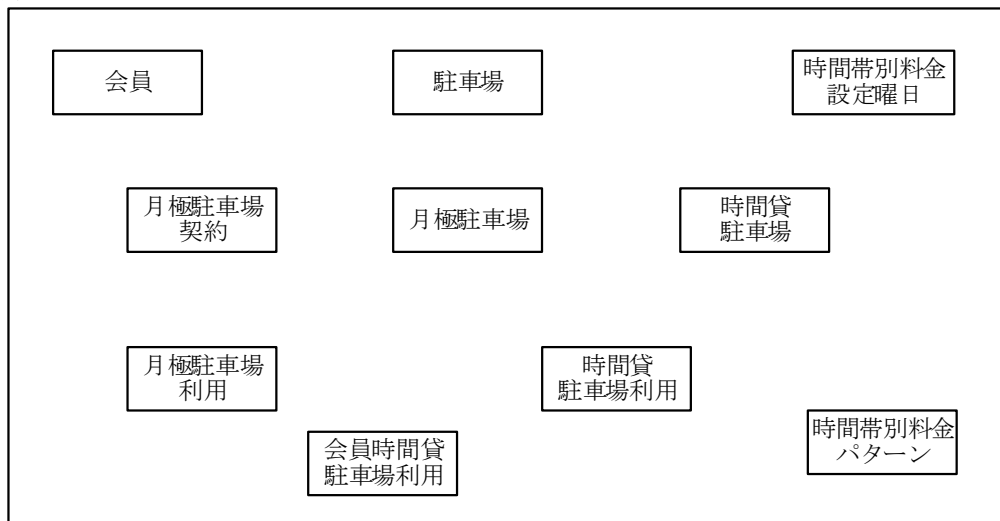 会員
駐車場
時間帯別料金
設定曜日
月極駐車場
契約
月極駐車場
時間貸
駐車場
月極駐車場
利用
時間貸
駐車場利用
会員時間貸
駐車場利用
時間帯別料金
パターン